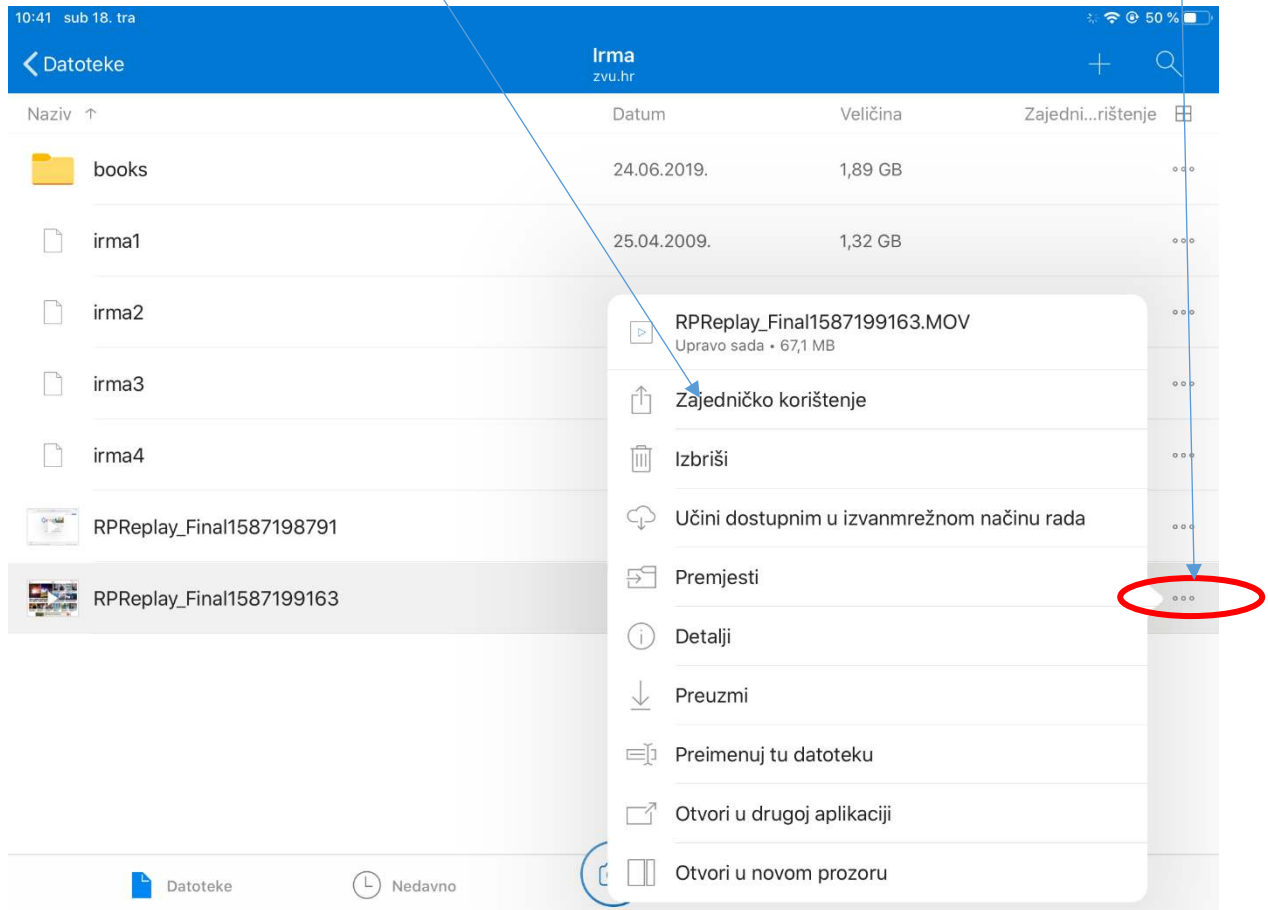 10:41 sub 18. tra
50 %
Datoteke
Irma
zvu.hr
Naziv
Datum
Veličina
Zajedni...rištenje
books
24.06.2019.
1,89 GB
irma1
25.04.2009.
1,32 GB
irma2
irma3
irma4
RPReplay_Final1587198791
RPReplay_Final1587199163
RPReplay_Final1587199163.MOV
Upravo sada • 67,1 MB
Zajedničko korištenje
Izbriši
Učini dostupnim u izvanmrežnom načinu rada
Premjesti
Detalji
Preuzmi
Preimenuj tu datoteku
Otvori u drugoj aplikaciji
Otvori u novom prozoru
Datoteke
Nedavno